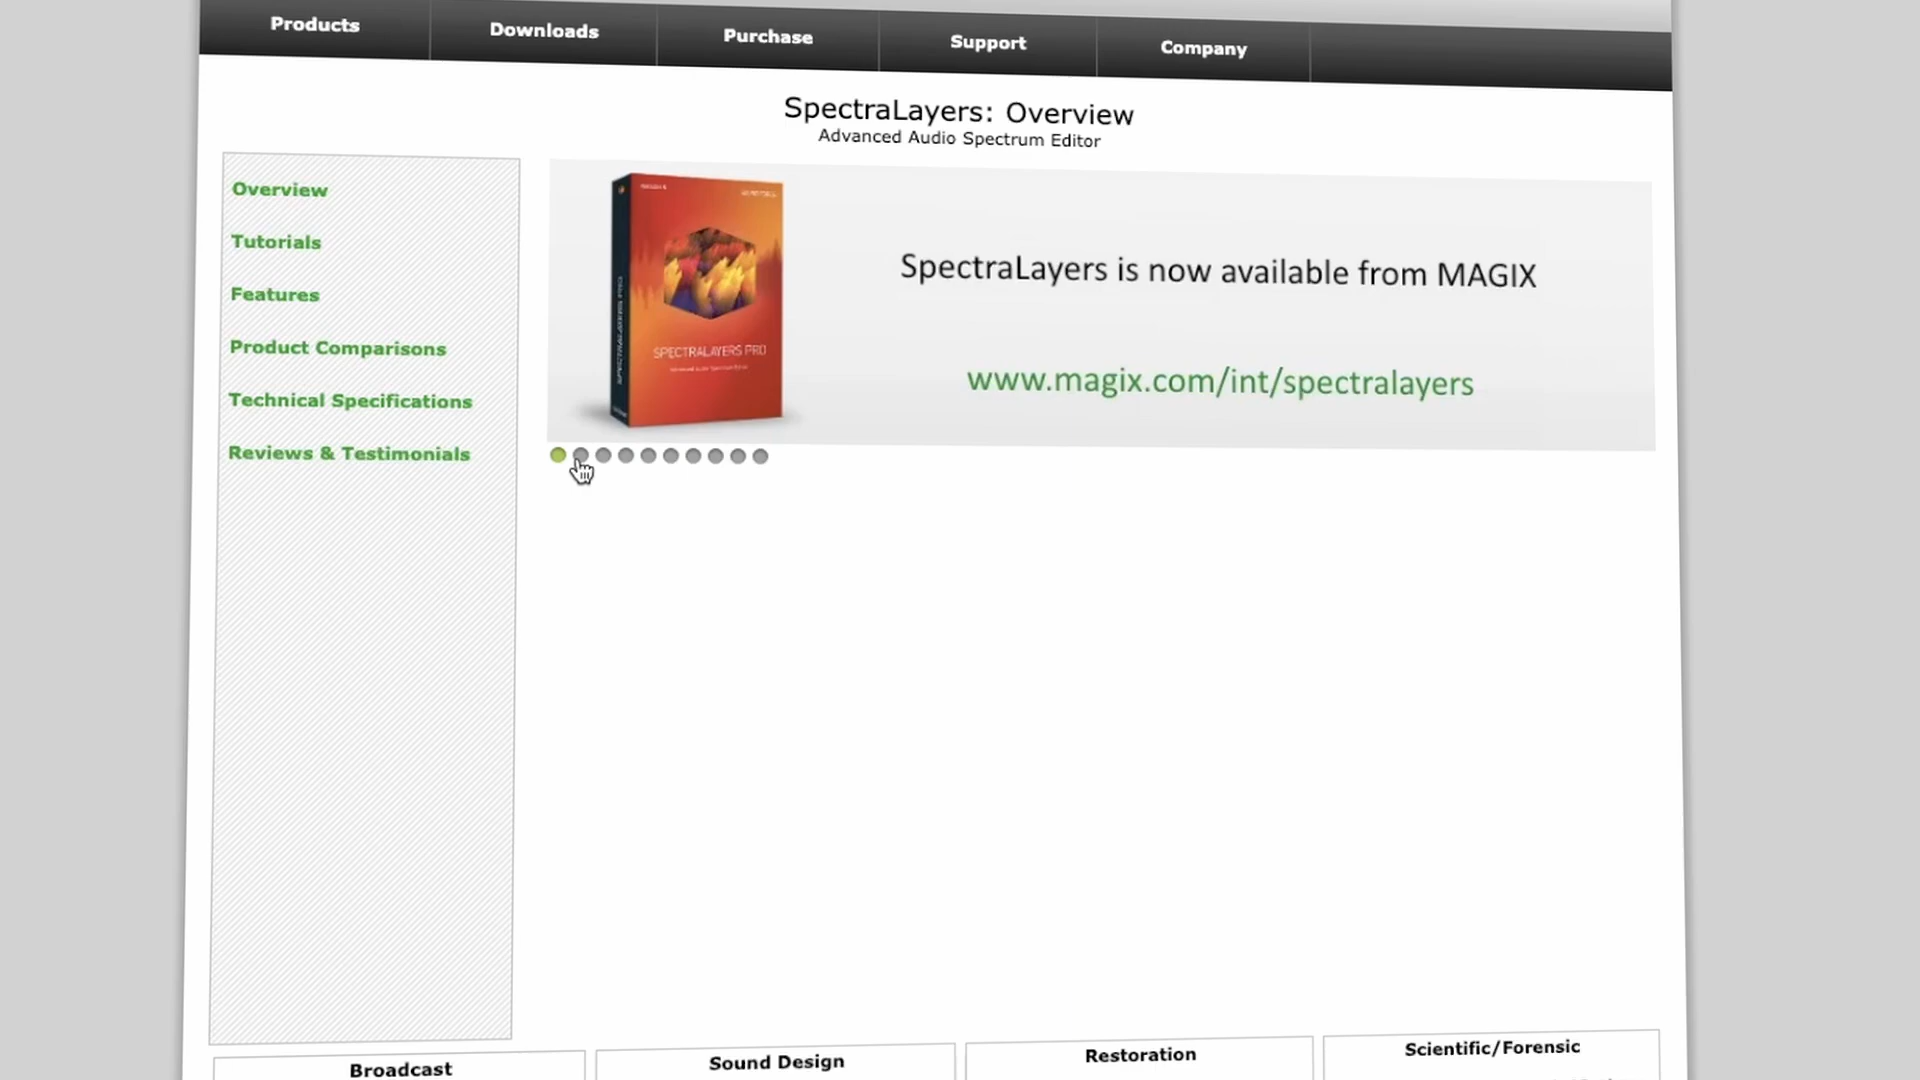 Products
Downloads
Purchase
Support
Company
SpectraLayers: Overview
Advanced Audio Spectrum Editor
Overview
Tutorials
Features
Product Comparisons
Technical Specifications
Reviews & Testimonials
SPECTRALAYERS PRO
SpectraLayers is now available from MAGIX
www.magix.com/int/spectralayers
Broadcast
Sound Design
Restoration
Scientific/Forensic